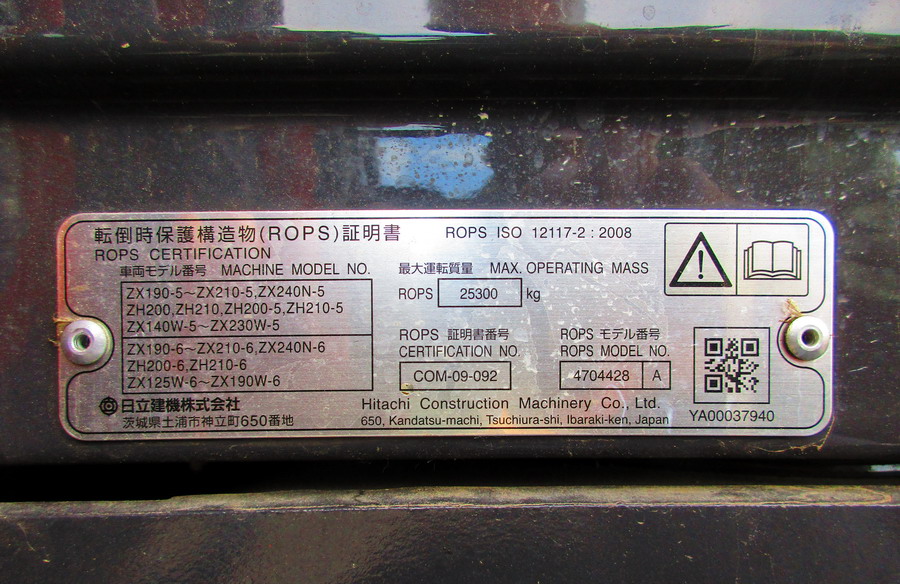 転倒時保護構造物(ROPS)証明書 ROPS ISO 12117-2 : 2008
ROPS CERTIFICATION
車両モデル番号 MACHINE MODEL NO.
ZX190-5~ZX210-5,ZX240N-5
ZH200,ZH210,ZH200-5,ZH210-5
ZX140W-5~ZX230W-5
ZX190-6~ZX210-6,ZX240N-6
ZH200-6,ZH210-6
ZX125W-6~ZX190W-6
最大運転質量 MAX. OPERATING MASS
ROPS 25300 kg
ROPS 証明書番号
CERTIFICATION NO.
COM-09-092
ROPS モデル番号
ROPS MODEL NO.
4704428 A
YA00037940
日立建機株式会社 Hitachi Construction Machinery Co., Ltd.
茨城県土浦市神立町650番地 650, Kandatsu-machi, Tsuchiura-shi, Ibaraki-ken, Japan